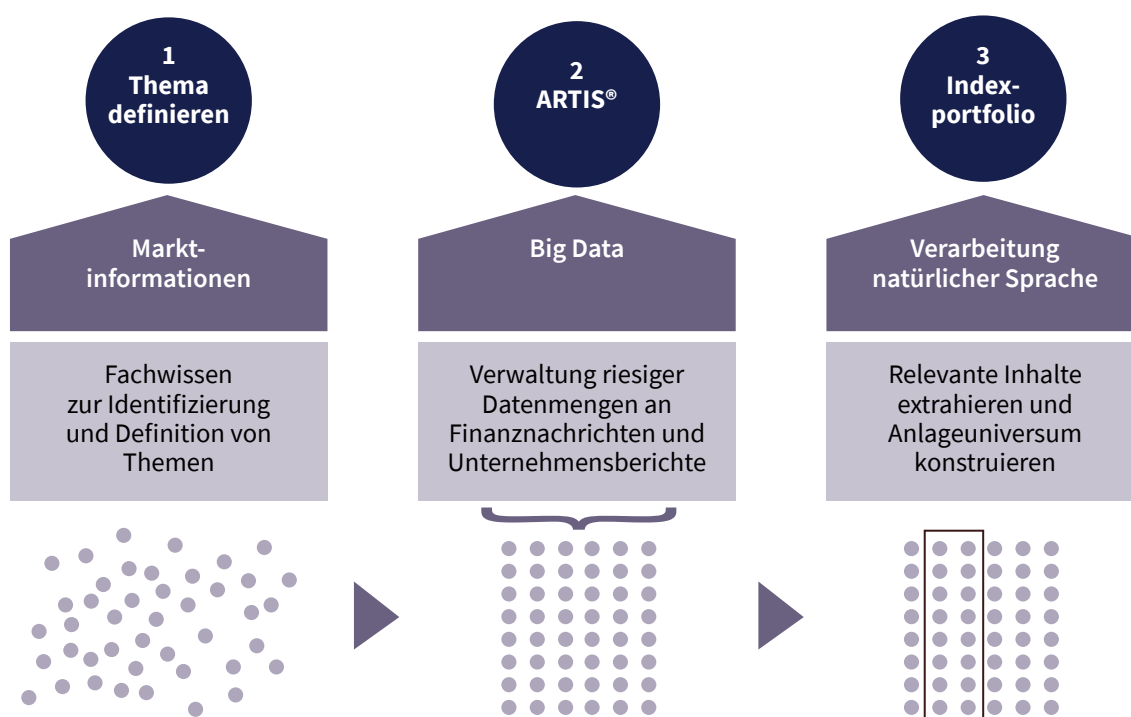 1
Thema
definieren
2
ARTIS®
3
Index-
portfolio
Markt-
informationen
Big Data
Verarbeitung
natürlicher Sprache
Fachwissen
zur Identifizierung
und Definition von
Themen
Verwaltung riesiger
Datenmengen an
Finanznachrichten und
Unternehmensberichte
Relevante Inhalte
extrahieren und
Anlageuniversum
konstruieren